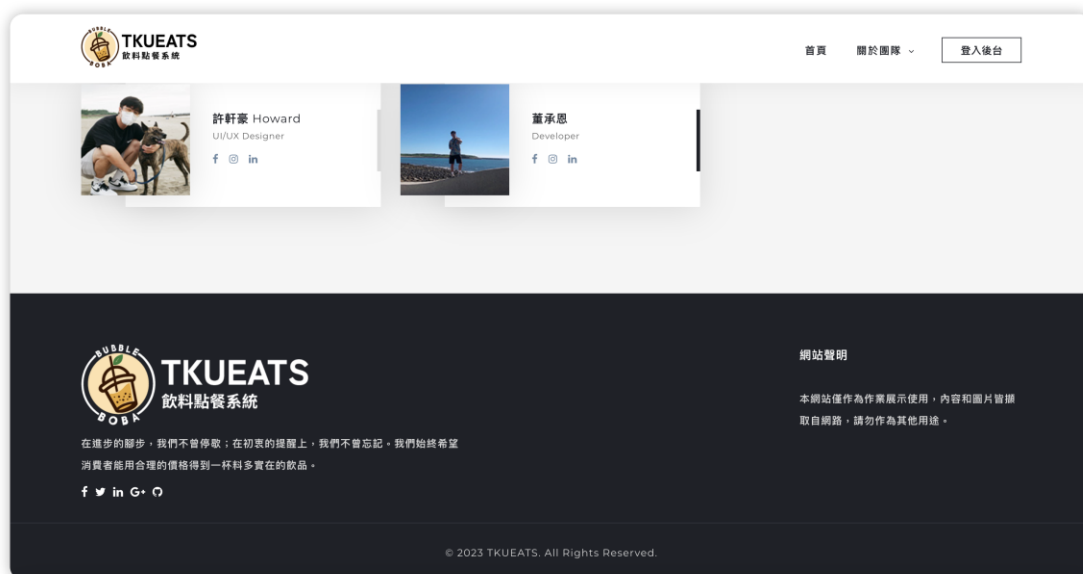 BUBBLE
BOBA
TKUEATS
飲料點餐系統
首頁
關於團隊
登入後台
許軒豪 Howard
UI/UX Designer
f in
董承恩
Developer
f in
BUBBLE
BOBA
TKUEATS
飲料點餐系統
在進步的腳步，我們不曾停歇；在初衷的提醒上，我們不曾忘記。我們始終希望
消費者能用合理的價格得到一杯料多實在的飲品。
f in G+
網站聲明
本網站僅作為作業展示使用，內容和圖片皆擷
取自網路，請勿作為其他用途。
© 2023 TKUEATS. All Rights Reserved.